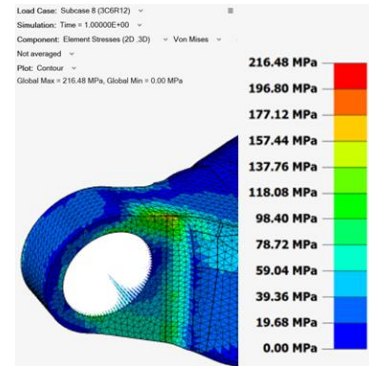 Load Case: Subcase 8 (3C6R12)
Simulation: Time = 1.00000E+00
Component: Element Stresses (2D_3D) Von Mises
Not averaged
Plot: Contour
Global Max = 216.48 MPa, Global Min = 0.00 MPa
216.48 MPa
196.80 MPa
177.12 MPa
157.44 MPa
137.76 MPa
118.08 MPa
98.40 MPa
78.72 MPa
59.04 MPa
39.36 MPa
19.68 MPa
0.00 MPa